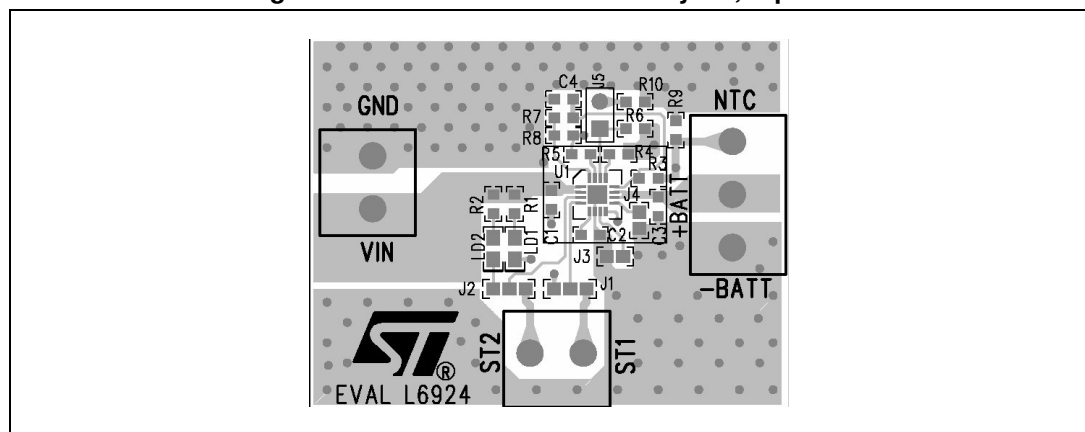 C4
J5
R10
GND
R7
R6
R9
NTC
R8
R5
R4
U1
R3
J4
+BATT
R2
R1
C1
C2
C3
VIN
LD2
LD1
J3
-BATT
J2
J1
ST2
ST1
ST®
EVAL L6924